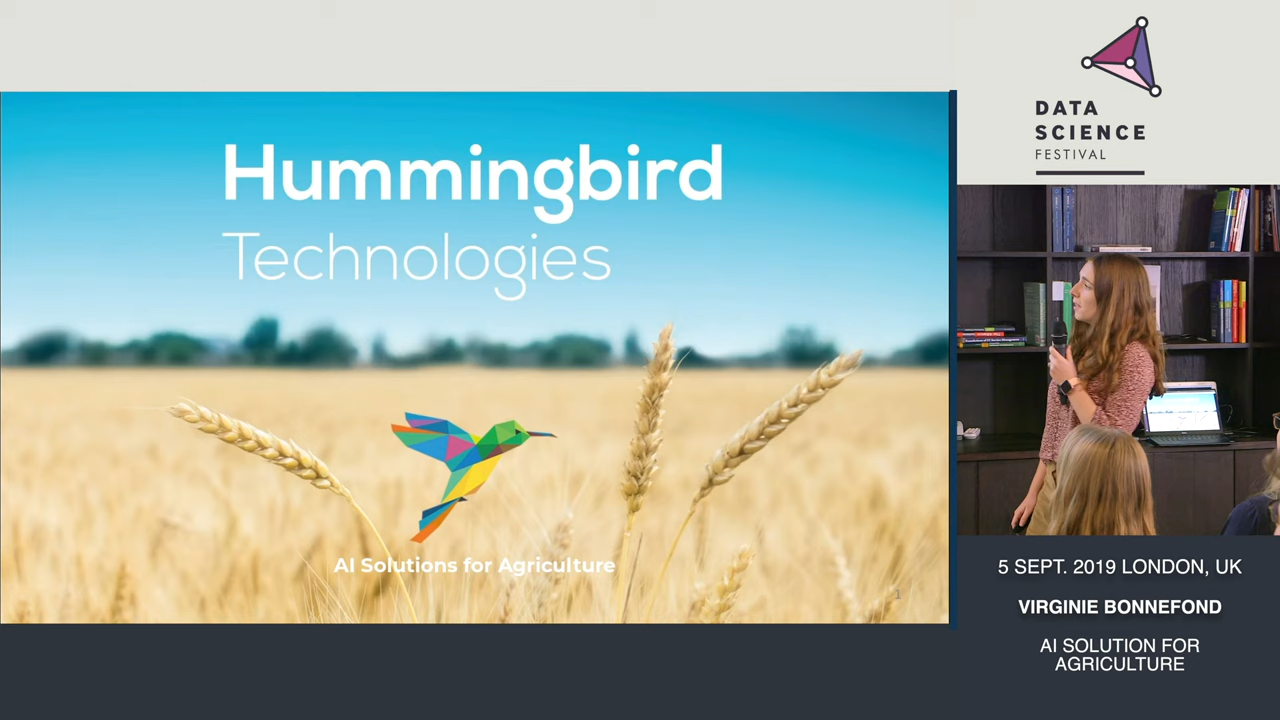 Hummingbird
Technologies
AI Solutions for Agriculture
1
DATA
SCIENCE
FESTIVAL
5 SEPT. 2019 LONDON, UK
VIRGINIE BONNEFOND
AI SOLUTION FOR
AGRICULTURE